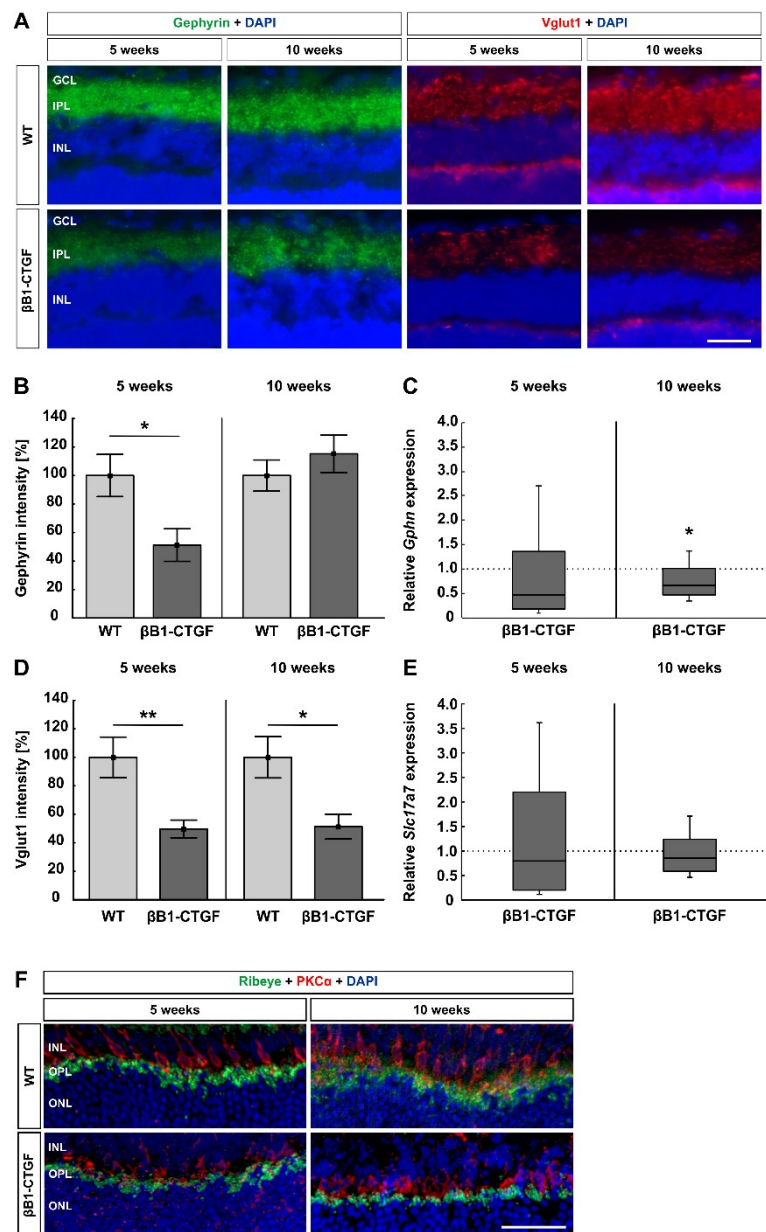 A
Gephyrin + DAPI
Vglut1 + DAPI
5 weeks
10 weeks
5 weeks
10 weeks
WT
GCL
IPL
INL
βB1-CTGF
GCL
IPL
INL
B
5 weeks
10 weeks
Gephyrin intensity [%]
140
120
100
80
60
40
20
0
*
WT
βB1-CTGF
WT
βB1-CTGF
C
5 weeks
10 weeks
Relative Gphn expression
4.0
3.5
3.0
2.5
2.0
1.5
1.0
0.5
0
*
βB1-CTGF
βB1-CTGF
D
5 weeks
10 weeks
Vglut1 intensity [%]
140
120
100
80
60
40
20
0
**
*
WT
βB1-CTGF
WT
βB1-CTGF
E
5 weeks
10 weeks
Relative Slc17a7 expression
4.0
3.5
3.0
2.5
2.0
1.5
1.0
0.5
0
βB1-CTGF
βB1-CTGF
F
Ribeye + PKCα + DAPI
5 weeks
10 weeks
WT
INL
OPL
ONL
βB1-CTGF
INL
OPL
ONL